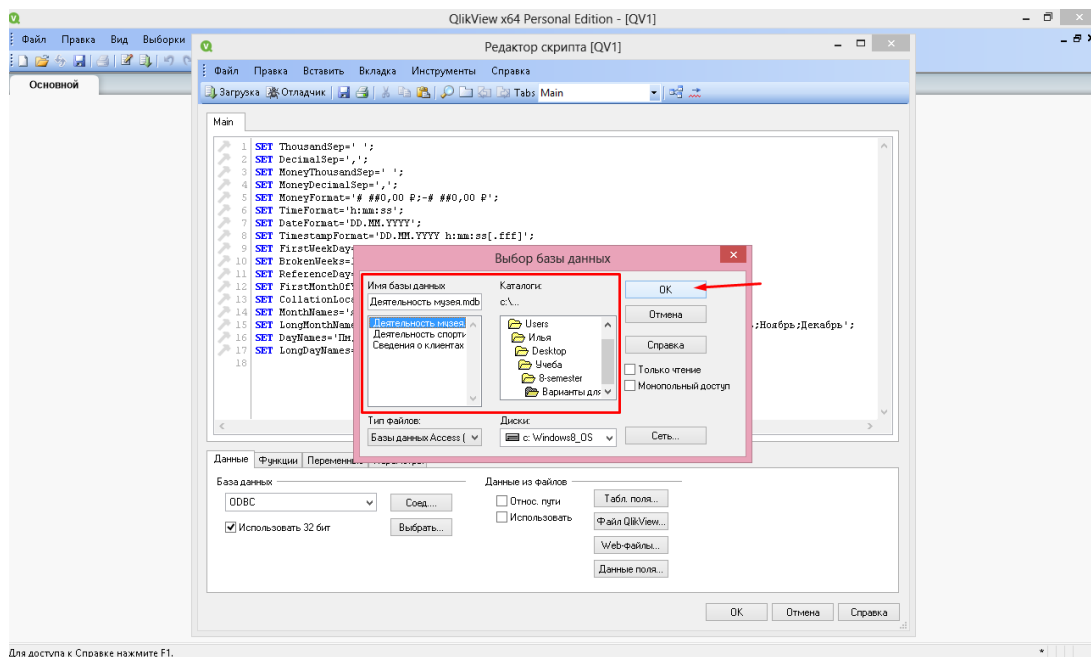 QlikView x64 Personal Edition - [QV1]
Файл Правка Вид Выборки
Основной
Редактор скрипта [QV1]
Файл Правка Вставить Вкладка Инструменты Справка
Загрузка Отладчик Tabs Main
Main
1 SET ThousandSep=' ';
2 SET DecimalSep=',';
3 SET MoneyThousandSep=' ';
4 SET MoneyDecimalSep=',';
5 SET MoneyFormat='# ##0,00 ₽;-# ##0,00 ₽';
6 SET TimeFormat='h:mm:ss';
7 SET DateFormat='DD.MM.YYYY';
8 SET TimestampFormat='DD.MM.YYYY h:mm:ss[.fff]';
9 SET FirstWeekDay=
10 SET BrokenWeeks=
11 SET ReferenceDay=
12 SET FirstMonthOfY
13 SET CollationLoca
14 SET MonthNames='
15 SET LongMonthName ;Ноябрь;Декабрь';
16 SET DayNames='Пн
17 SET LongDayNames=
18
Выбор базы данных
Имя базы данных
Деятельность музея.mdb
Деятельность музея.
Деятельность спорти
Сведения о клиентах
Каталоги:
c:\...
Users
Илья
Desktop
Учеба
8-semester
Варианты для
OK
Отмена
Справка
Только чтение
Монопольный доступ
Тип файлов:
Базы данных Access (
Диски:
c: Windows8_OS
Сеть...
Данные Функции Переменн
База данных
ODBC
Соед....
Использовать 32 бит
Выбрать...
Данные из файлов
Относ. пути
Использовать
Табл. поля...
Файл QlikView...
Web-файлы...
Данные поля...
OK Отмена Справка
Для доступа к Справке нажмите F1.